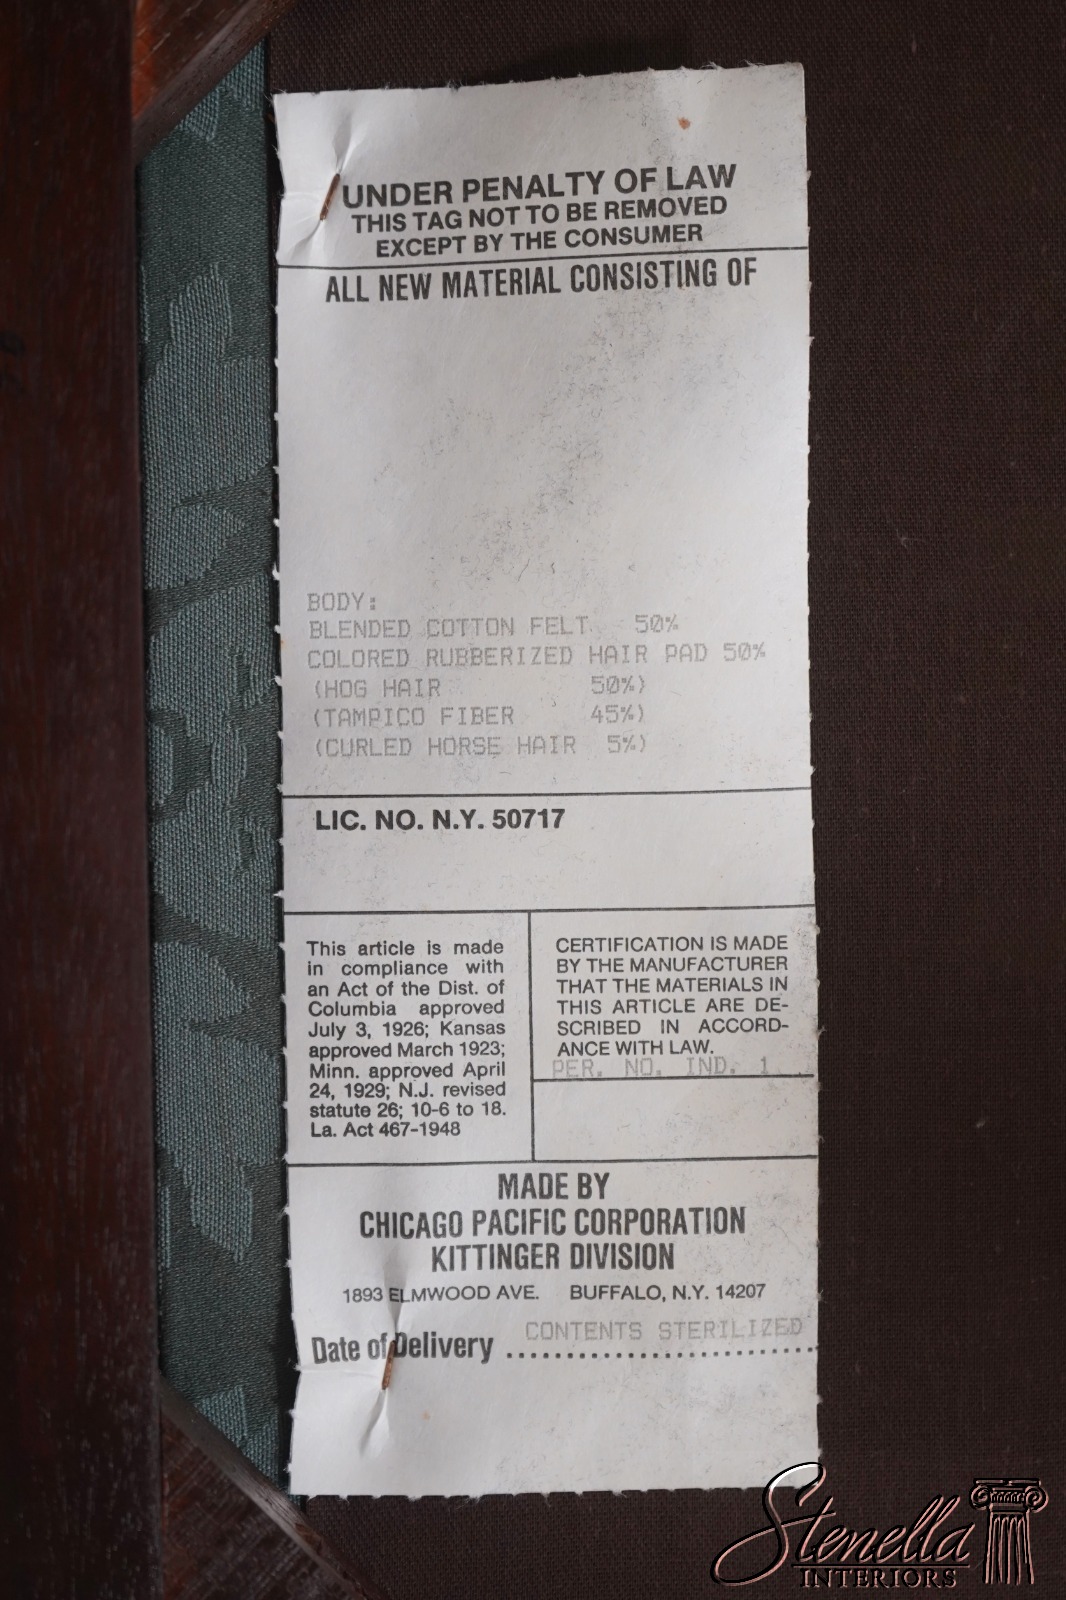 UNDER PENALTY OF LAW
THIS TAG NOT TO BE REMOVED
EXCEPT BY THE CONSUMER
ALL NEW MATERIAL CONSISTING OF
BODY:
BLENDED COTTON FELT 50%
COLORED RUBBERIZED HAIR PAD 50%
(HOG HAIR 50%)
(TAMPICO FIBER 45%)
(CURLED HORSE HAIR 5%)
LIC. NO. N.Y. 50717
This article is made
in compliance with
an Act of the Dist. of
Columbia approved
July 3, 1926; Kansas
approved March 1923;
Minn. approved April
24, 1929; N.J. revised
statute 26; 10-6 to 18.
La. Act 467-1948
CERTIFICATION IS MADE
BY THE MANUFACTURER
THAT THE MATERIALS IN
THIS ARTICLE ARE DE-
SCRIBED IN ACCORD-
ANCE WITH LAW.
PER. NO. IND. 1
MADE BY
CHICAGO PACIFIC CORPORATION
KITTINGER DIVISION
1893 ELMWOOD AVE. BUFFALO, N.Y. 14207
CONTENTS STERILIZED
Date of Delivery ..............................
Stenella
INTERIORS